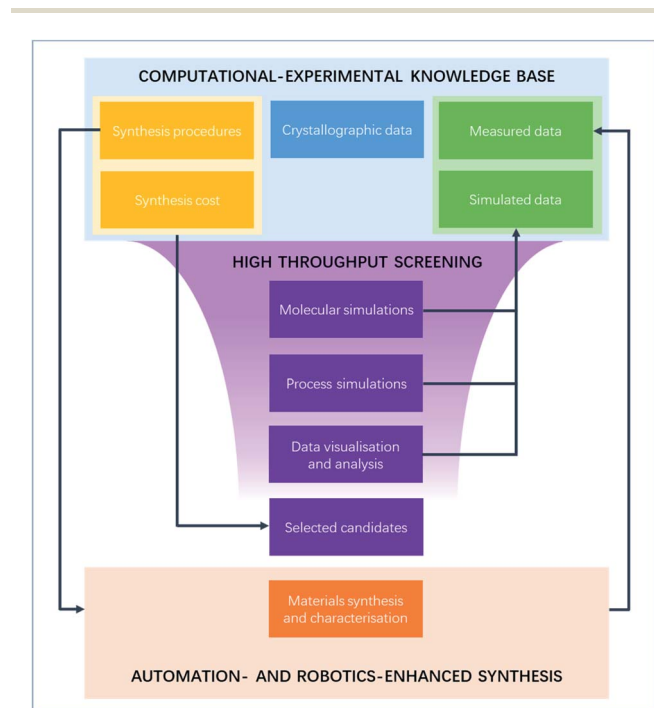 COMPUTATIONAL-EXPERIMENTAL KNOWLEDGE BASE
Synthesis procedures
Crystallographic data
Measured data
Synthesis cost
Simulated data
HIGH THROUGHPUT SCREENING
Molecular simulations
Process simulations
Data visualisation
and analysis
Selected candidates
Materials synthesis
and characterisation
AUTOMATION- AND ROBOTICS-ENHANCED SYNTHESIS